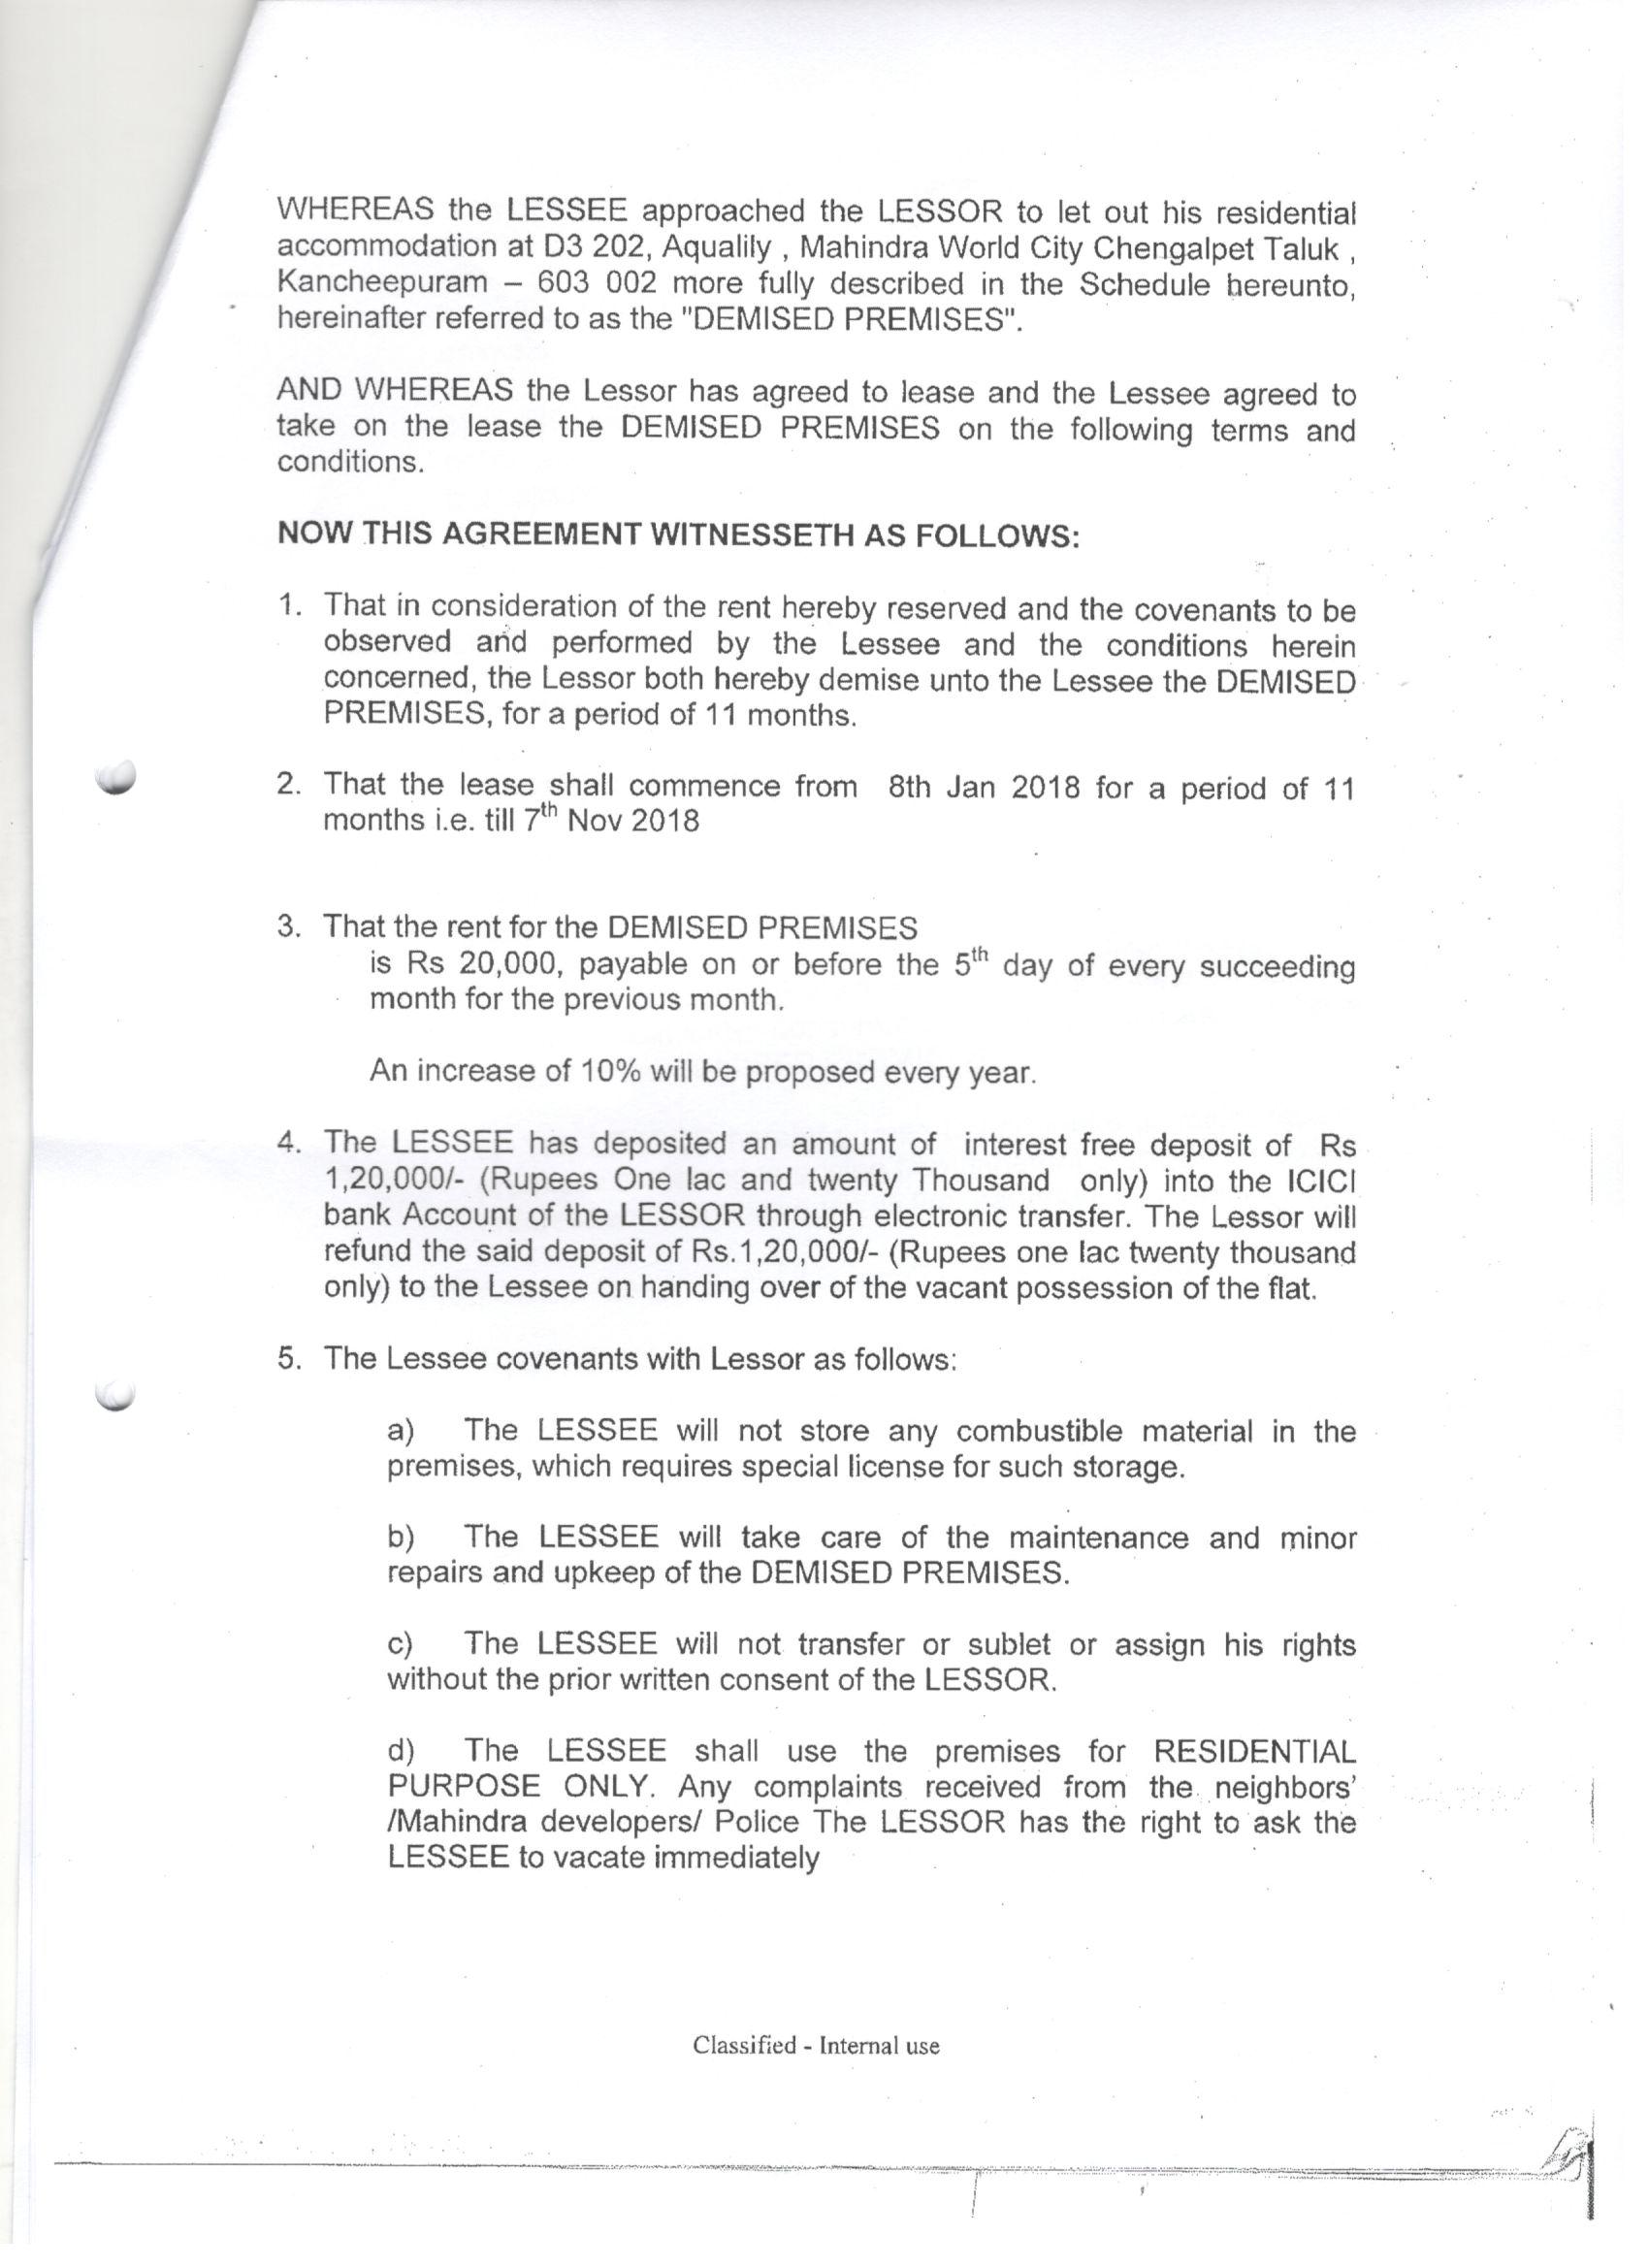 WHEREAS the LESSEE approached the LESSOR to let out his residential
accommodation at D3 202, Aqualily , Mahindra World City Chengalpet Taluk ,
Kancheepuram – 603 002 more fully described in the Schedule hereunto,
hereinafter referred to as the "DEMISED PREMISES".
AND WHEREAS the Lessor has agreed to lease and the Lessee agreed to
take on the lease the DEMISED PREMISES on the following terms and
conditions.
NOW THIS AGREEMENT WITNESSETH AS FOLLOWS:
1. That in consideration of the rent hereby reserved and the covenants to be
observed and performed by the Lessee and the conditions herein
concerned, the Lessor both hereby demise unto the Lessee the DEMISED
PREMISES, for a period of 11 months.
2. That the lease shall commence from 8th Jan 2018 for a period of 11
months i.e. till 7th Nov 2018
3. That the rent for the DEMISED PREMISES
is Rs 20,000, payable on or before the 5th day of every succeeding
month for the previous month.
An increase of 10% will be proposed every year.
4. The LESSEE has deposited an amount of interest free deposit of Rs
1,20,000/- (Rupees One lac and twenty Thousand only) into the ICICI
bank Account of the LESSOR through electronic transfer. The Lessor will
refund the said deposit of Rs.1,20,000/- (Rupees one lac twenty thousand
only) to the Lessee on handing over of the vacant possession of the flat.
5. The Lessee covenants with Lessor as follows:
a) The LESSEE will not store any combustible material in the
premises, which requires special license for such storage.
b) The LESSEE will take care of the maintenance and minor
repairs and upkeep of the DEMISED PREMISES.
c) The LESSEE will not transfer or sublet or assign his rights
without the prior written consent of the LESSOR.
d) The LESSEE shall use the premises for RESIDENTIAL
PURPOSE ONLY. Any complaints received from the neighbors'
/Mahindra developers/ Police The LESSOR has the right to ask the
LESSEE to vacate immediately
Classified - Internal use